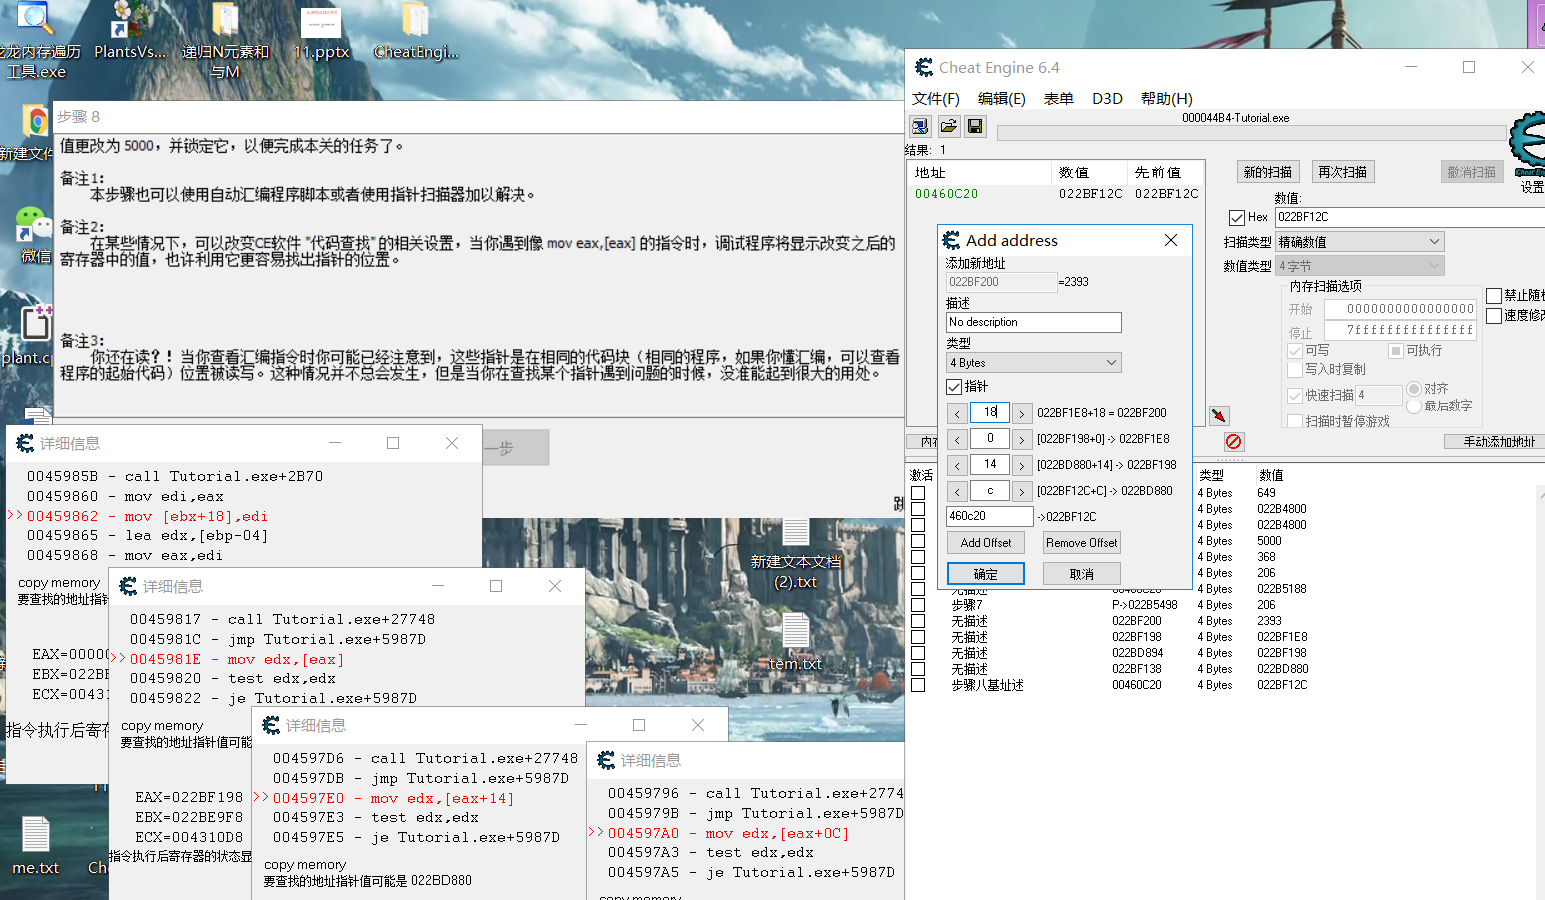 龙龙内存遍历
工具.exe
PlantsVs...
递归N元素和
与M
11.pptx
CheatEngi...
新建文件
微信
plant.c
me.txt
新建文本文档
(2).txt
tem.txt
步骤 8
值更改为 5000，并锁定它，以便完成本关的任务了。
备注1：
本步骤也可以使用自动汇编程序脚本或者使用指针扫描器加以解决。
备注2：
在某些情况下，可以改变CE软件 "代码查找" 的相关设置，当你遇到像 mov eax,[eax] 的指令时，调试程序将显示改变之后的
寄存器中的值，也许利用它更容易找出指针的位置。
备注3：
你还在读？！当你查看汇编指令时你可能已经注意到，这些指针是在相同的代码块（相同的程序，如果你懂汇编，可以查看
程序的起始代码）位置被读写。这种情况并不总会发生，但是当你在查找某个指针遇到问题的时候，没准能起到很大的用处。
一步
跳
详细信息
0045985B - call Tutorial.exe+2B70
00459860 - mov edi,eax
>>00459862 - mov [ebx+18],edi
00459865 - lea edx,[ebp-04]
00459868 - mov eax,edi
copy memory
要查找的地址指针
EAX=0000
EBX=022B
ECX=0043
指令执行后寄存
详细信息
00459817 - call Tutorial.exe+27748
0045981C - jmp Tutorial.exe+5987D
>>0045981E - mov edx,[eax]
00459820 - test edx,edx
00459822 - je Tutorial.exe+5987D
copy memory
要查找的地址指针值可能
EAX=022BF198
EBX=022BE9F8
ECX=004310D8
指令执行后寄存器的状态显
详细信息
004597D6 - call Tutorial.exe+27748
004597DB - jmp Tutorial.exe+5987D
>>004597E0 - mov edx,[eax+14]
004597E3 - test edx,edx
004597E5 - je Tutorial.exe+5987D
copy memory
要查找的地址指针值可能是 022BD880
详细信息
00459796 - call Tutorial.exe+2774
0045979B - jmp Tutorial.exe+5987D
>>004597A0 - mov edx,[eax+0C]
004597A3 - test edx,edx
004597A5 - je Tutorial.exe+5987D
copy memory
Cheat Engine 6.4
文件(F) 编辑(E) 表单 D3D 帮助(H)
000044B4-Tutorial.exe
结果: 1
地址 数值 先前值
00460C20 022BF12C 022BF12C
新的扫描 再次扫描 撤消扫描
Cheat Engine
设置
数值:
Hex 022BF12C
扫描类型 精确数值
数值类型 4 字节
内存扫描选项
开始 0000000000000000
停止 7fffffffffffffff
可写 可执行
写入时复制
快速扫描 4 对齐
最后数字
扫描时暂停游戏
禁止随机
速度修改
内存
手动添加地址
Add address
添加新地址
022BF200 =2393
描述
No description
类型
4 Bytes
指针
< 18 > 022BF1E8+18 = 022BF200
< 0 > [022BF198+0] -> 022BF1E8
< 14 > [022BD880+14] -> 022BF198
< c > [022BF12C+C] -> 022BD880
460c20 ->022BF12C
Add Offset Remove Offset
确定 取消
激活 类型 数值
4 Bytes 649
4 Bytes 022B4800
4 Bytes 022B4800
4 Bytes 5000
4 Bytes 368
4 Bytes 206
无描述 00460C20 4 Bytes 022B5188
步骤7 P->022B5498 4 Bytes 206
无描述 022BF200 4 Bytes 2393
无描述 022BF198 4 Bytes 022BF1E8
无描述 022BD894 4 Bytes 022BF198
无描述 022BF138 4 Bytes 022BD880
步骤八基址述 00460C20 4 Bytes 022BF12C